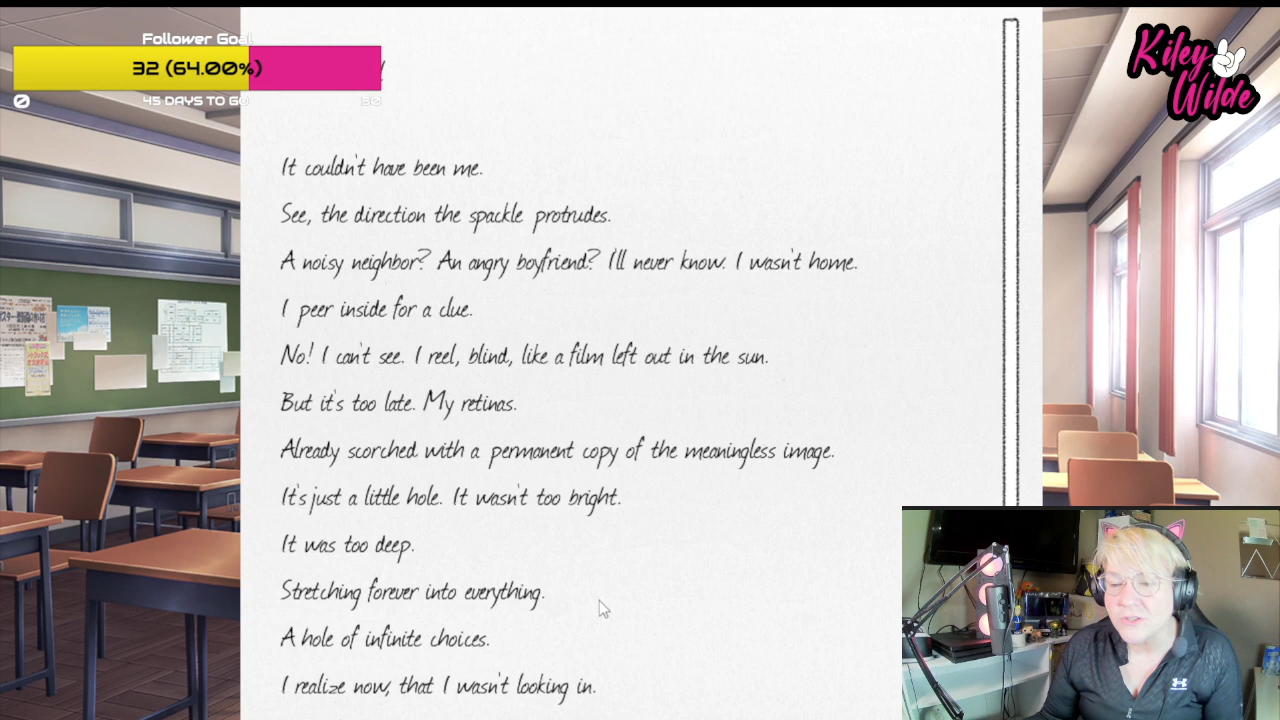 Follower Goal
32 (64.00%)
0
45 DAYS TO GO
50
!
Kiley
Wilde
It couldn't have been me.
See, the direction the spackle protrudes.
A noisy neighbor? An angry boyfriend? I'll never know. I wasn't home.
I peer inside for a clue.
No! I can't see. I reel, blind, like a film left out in the sun.
But it's too late. My retinas.
Already scorched with a permanent copy of the meaningless image.
It's just a little hole. It wasn't too bright.
It was too deep.
Stretching forever into everything.
A hole of infinite choices.
I realize now, that I wasn't looking in.